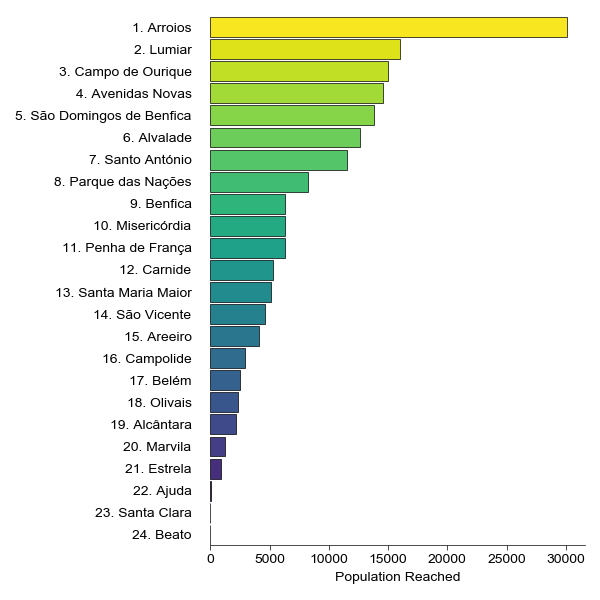 1. Arroios
2. Lumiar
3. Campo de Ourique
4. Avenidas Novas
5. São Domingos de Benfica
6. Alvalade
7. Santo António
8. Parque das Nações
9. Benfica
10. Misericórdia
11. Penha de França
12. Carnide
13. Santa Maria Maior
14. São Vicente
15. Areeiro
16. Campolide
17. Belém
18. Olivais
19. Alcântara
20. Marvila
21. Estrela
22. Ajuda
23. Santa Clara
24. Beato
0 5000 10000 15000 20000 25000 30000
Population Reached